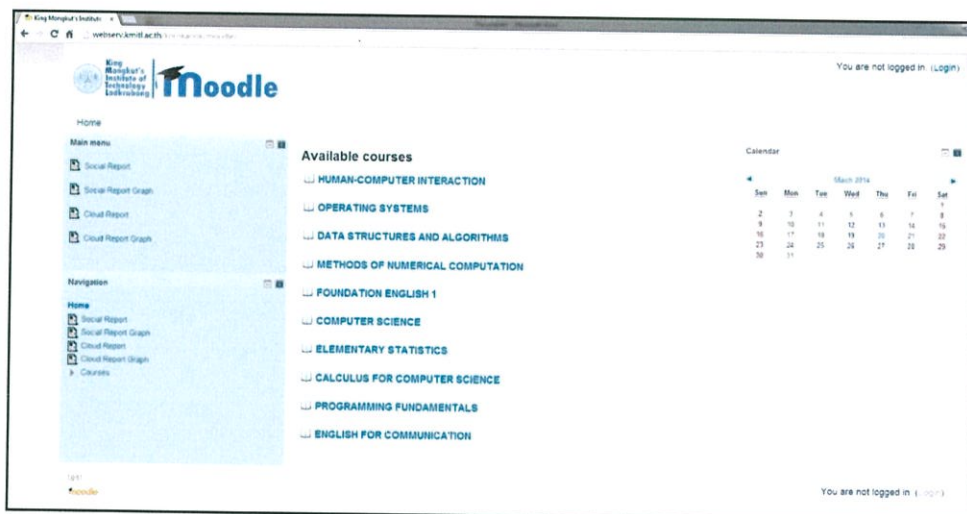 King Mongkut's Institute
webserv.kmitl.ac.th
King
Mongkut's
Institute of
Technology
Ladkrabang
moodle
You are not logged in. (Login)
Home
Main menu
Social Report
Social Report Graph
Cloud Report
Cloud Report Graph
Navigation
Home
Social Report
Social Report Graph
Cloud Report
Cloud Report Graph
Courses
Available courses
HUMAN-COMPUTER INTERACTION
OPERATING SYSTEMS
DATA STRUCTURES AND ALGORITHMS
METHODS OF NUMERICAL COMPUTATION
FOUNDATION ENGLISH 1
COMPUTER SCIENCE
ELEMENTARY STATISTICS
CALCULUS FOR COMPUTER SCIENCE
PROGRAMMING FUNDAMENTALS
ENGLISH FOR COMMUNICATION
Calendar
March 2014
Sun Mon Tue Wed Thu Fri Sat
1
2 3 4 5 6 7 8
9 10 11 12 13 14 15
16 17 18 19 20 21 22
23 24 25 26 27 28 29
30 31
moodle
You are not logged in. (Login)